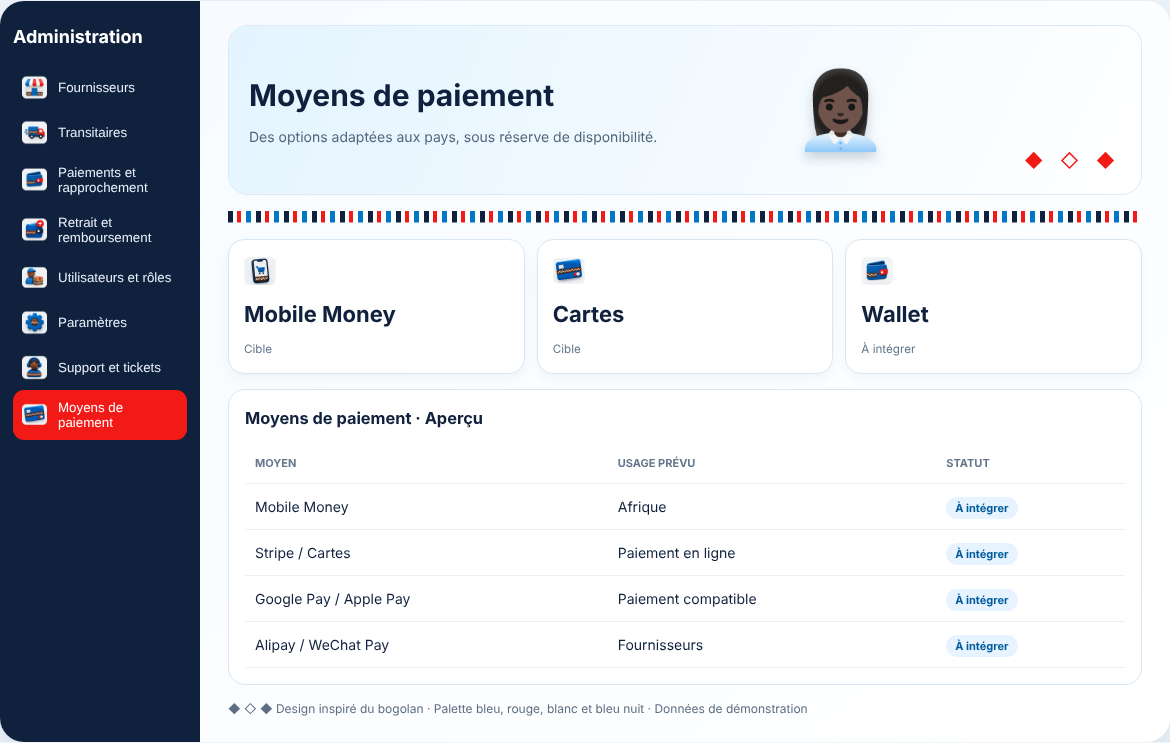 Administration
Fournisseurs
Transitaires
Paiements et
rapprochement
Retrait et
remboursement
Utilisateurs et rôles
Paramètres
Support et tickets
Moyens de
paiement
Moyens de paiement
Des options adaptées aux pays, sous réserve de disponibilité.
Mobile Money
Cible
Cartes
Cible
Wallet
À intégrer
Moyens de paiement · Aperçu
MOYEN USAGE PRÉVU STATUT
Mobile Money Afrique À intégrer
Stripe / Cartes Paiement en ligne À intégrer
Google Pay / Apple Pay Paiement compatible À intégrer
Alipay / WeChat Pay Fournisseurs À intégrer
◆ ◇ ◆ Design inspiré du bogolan · Palette bleu, rouge, blanc et bleu nuit · Données de démonstration